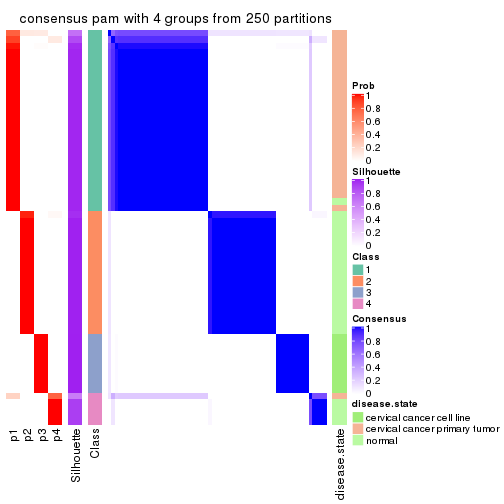 consensus pam with 4 groups from 250 partitions
Prob
1
0.8
0.6
0.4
0.2
0
Silhouette
1
0.8
0.6
0.4
0.2
0
Class
1
2
3
4
Consensus
1
0.8
0.6
0.4
0.2
0
disease.state
cervical cancer cell line
cervical cancer primary tumor
normal
p1
p2
p3
p4
Silhouette
Class
disease.state